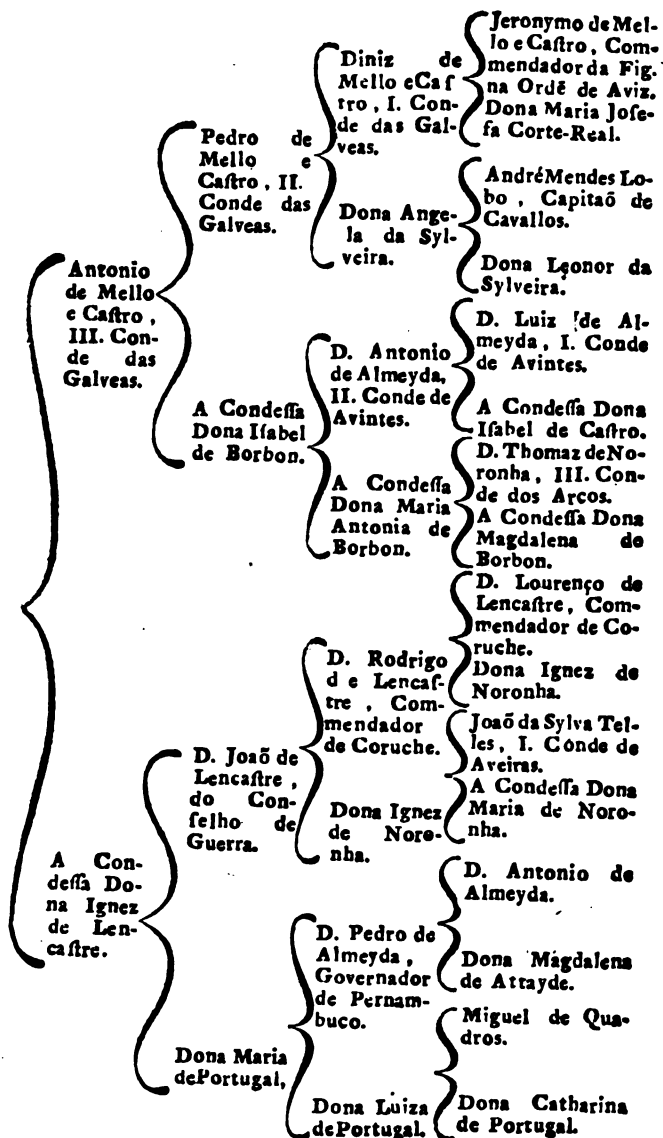 Antonio
de Mello
e Caſtro,
III. Con-
de das
Galveas.
A Con-
deſſa Do-
na Ignez
de Len-
caſtre.
Pedro de
Mello e
Caſtro, II.
Conde das
Galveas.
A Condeſſa
Dona Iſabel
de Borbon.
D. Joaõ de
Lencaſtre,
do Con-
ſelho de
Guerra.
Dona Maria
de Portugal,
Diniz de
Mello e Caſ
tro, I. Con-
de das Gal-
veas.
Dona Ange-
la da Syl-
veira.
D. Antonio
de Almeyda,
II. Conde de
Avintes.
A Condeſſa
Dona Maria
Antonia de
Borbon.
D. Rodrigo
d e Lencaſ-
tre, Com-
mendador
de Coruche.
Dona Ignez
de Noro-
nha.
D. Pedro de
Almeyda,
Governador
de Pernam-
buco.
Dona Luiza
de Portugal.
Jeronymo de Mel-
lo e Caſtro, Com-
mendador da Fig.
na Ordẽ de Aviz.
Dona Maria Joſe-
fa Corte-Real.
André Mendes Lo-
bo, Capitaõ de
Cavallos.
Dona Leonor da
Sylveira.
D. Luiz de Al-
meyda, I. Conde
de Avintes.
A Condeſſa Dona
Iſabel de Caſtro.
D. Thomaz de No-
ronha, III. Con-
de dos Arcos.
A Condeſſa Dona
Magdalena de
Borbon.
D. Lourenço de
Lencaſtre, Com-
mendador de Co-
ruche.
Dona Ignez de
Noronha.
Joaõ da Sylva Tel-
les, I. Conde de
Aveiras.
A Condeſſa Dona
Maria de Noro-
nha.
D. Antonio de
Almeyda.
Dona Magdalena
de Attayde.
Miguel de Qua-
dros.
Dona Catharina
de Portugal.